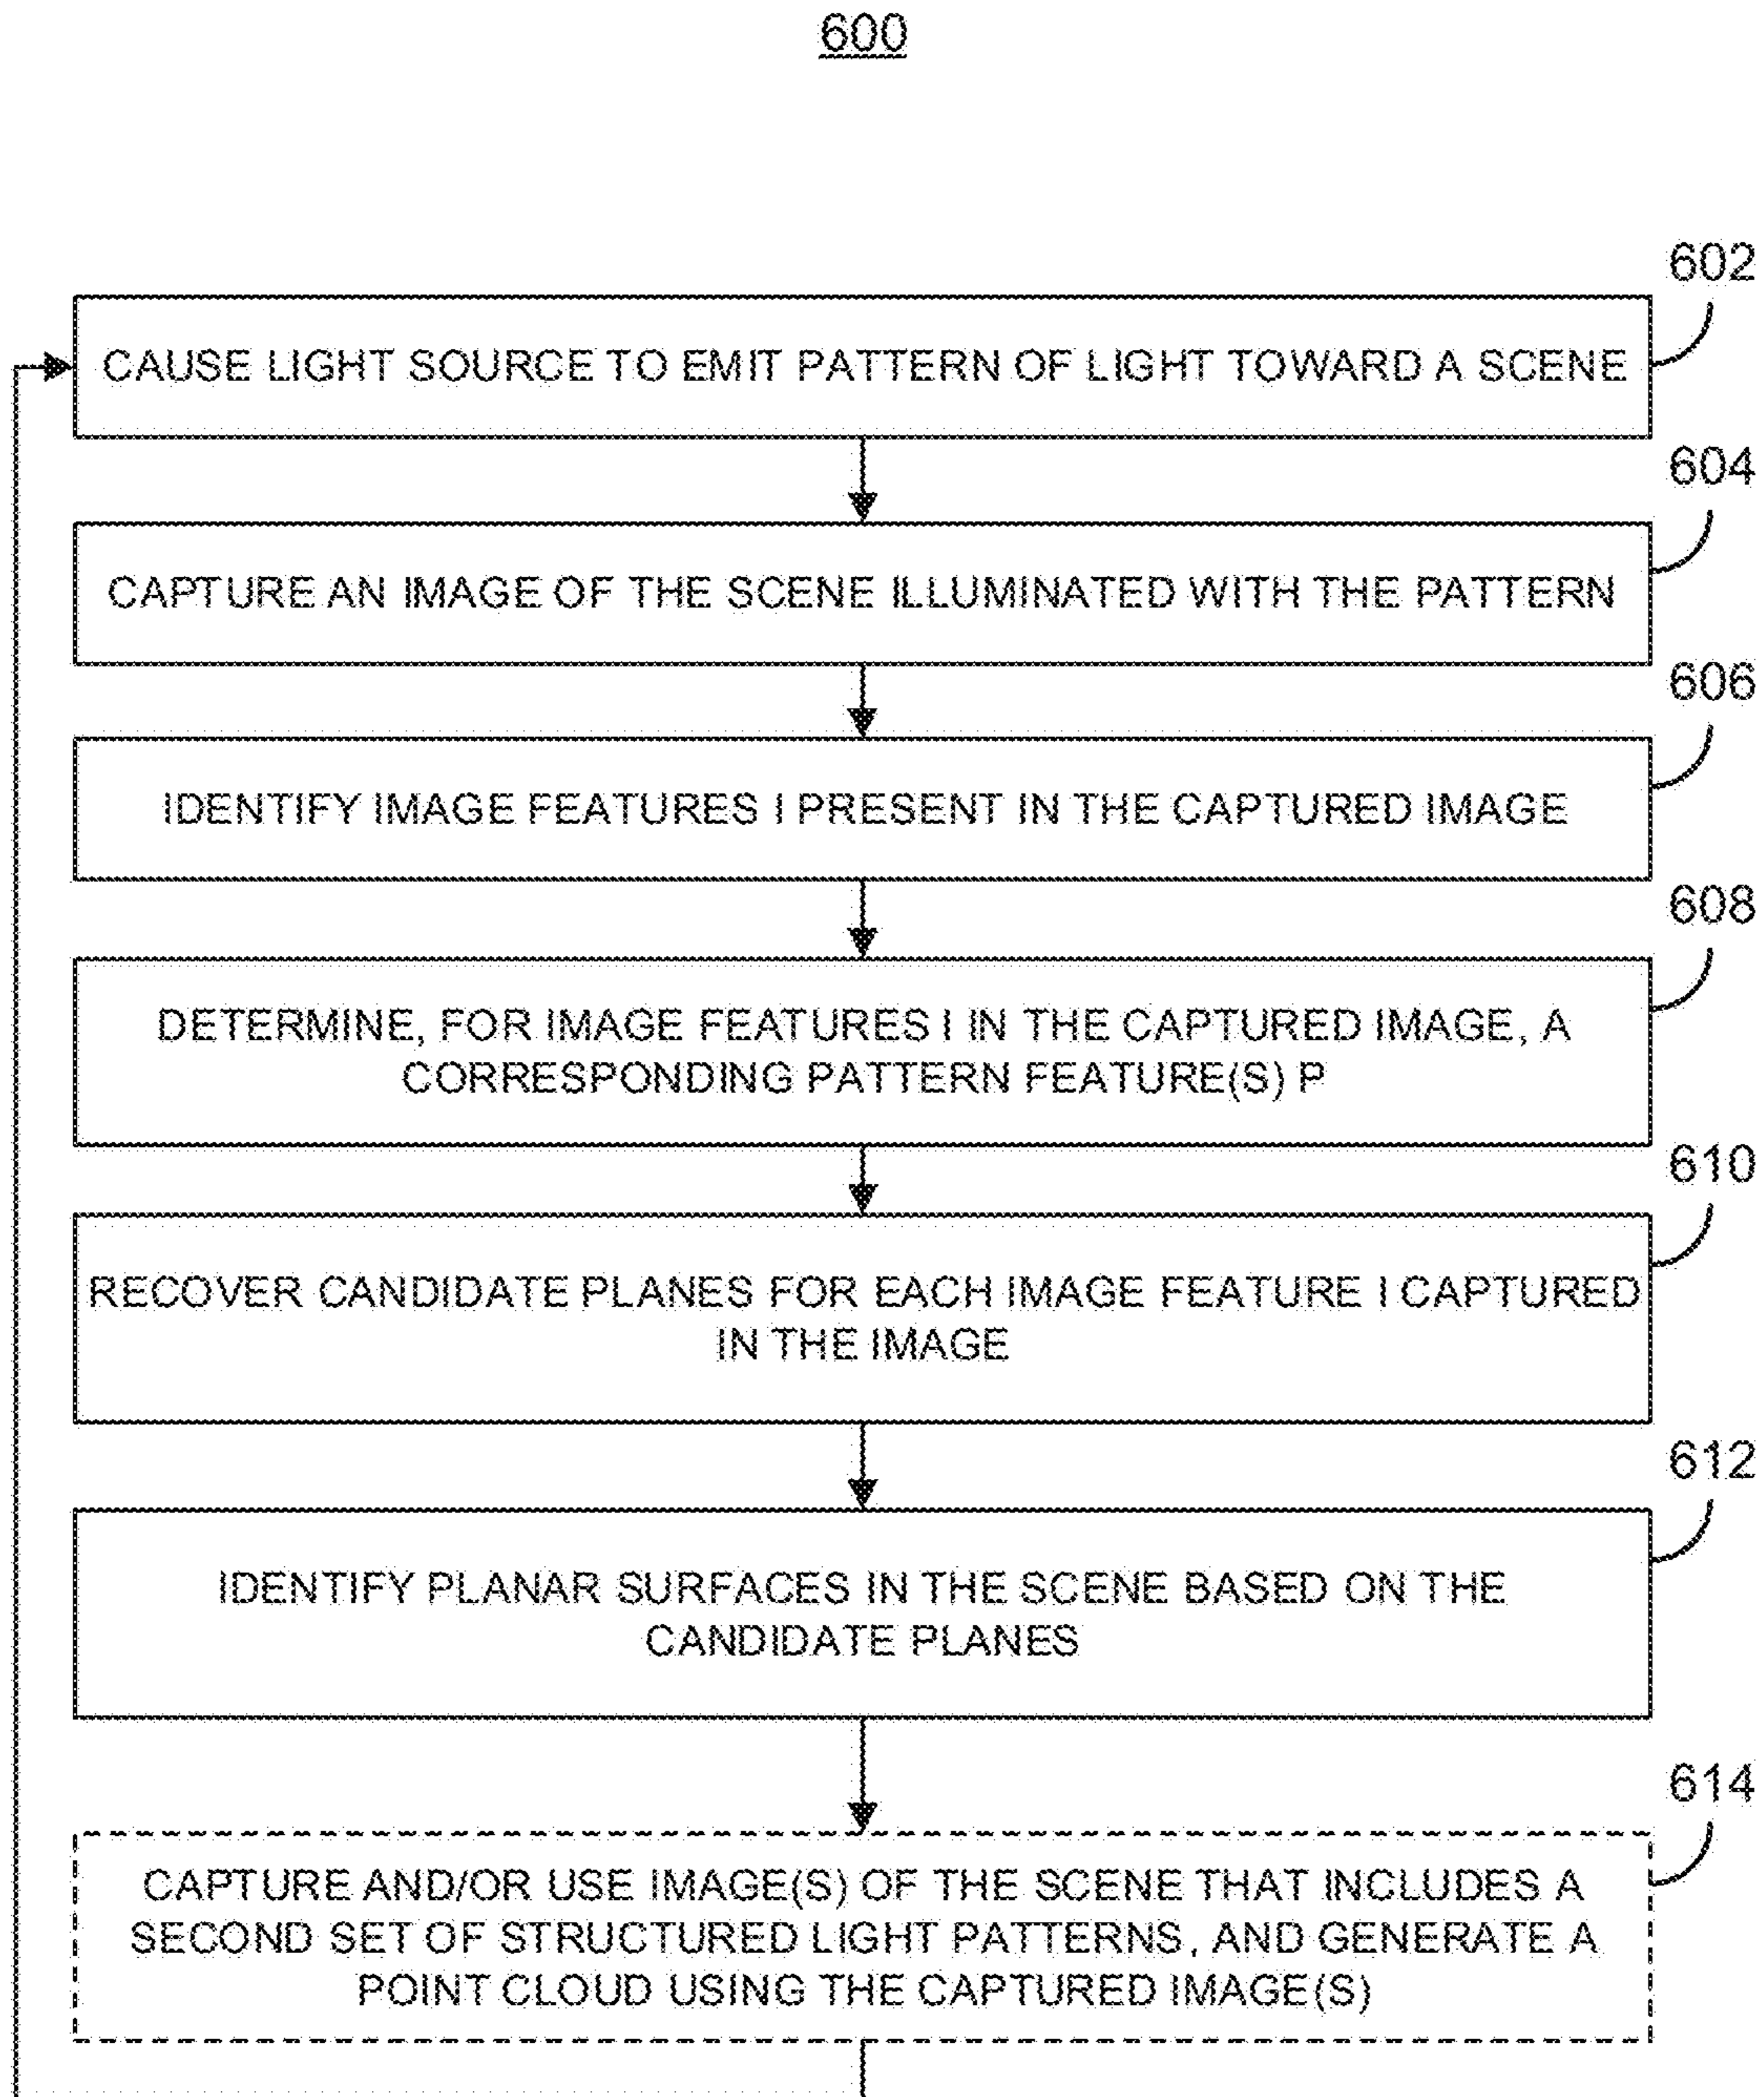 600
602
CAUSE LIGHT SOURCE TO EMIT PATTERN OF LIGHT TOWARD A SCENE
604
CAPTURE AN IMAGE OF THE SCENE ILLUMINATED WITH THE PATTERN
606
IDENTIFY IMAGE FEATURES I PRESENT IN THE CAPTURED IMAGE
608
DETERMINE, FOR IMAGE FEATURES I IN THE CAPTURED IMAGE, A
CORRESPONDING PATTERN FEATURE(S) P
610
RECOVER CANDIDATE PLANES FOR EACH IMAGE FEATURE I CAPTURED
IN THE IMAGE
612
IDENTIFY PLANAR SURFACES IN THE SCENE BASED ON THE
CANDIDATE PLANES
614
CAPTURE AND/OR USE IMAGE(S) OF THE SCENE THAT INCLUDES A
SECOND SET OF STRUCTURED LIGHT PATTERNS, AND GENERATE A
POINT CLOUD USING THE CAPTURED IMAGE(S)